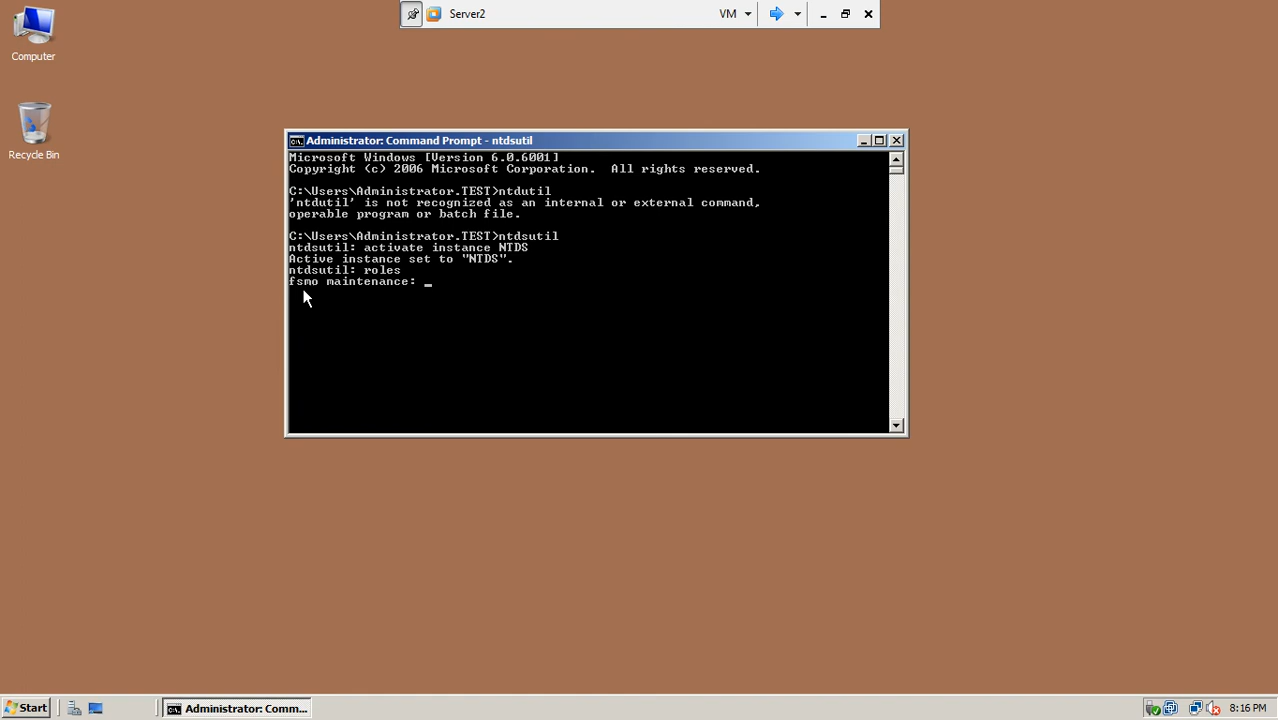 Server2
VM
Computer
Recycle Bin
Administrator: Command Prompt - ntdsutil
Microsoft Windows [Version 6.0.6001]
Copyright (c) 2006 Microsoft Corporation.  All rights reserved.
C:\Users\Administrator.TEST>ntdutil
'ntdutil' is not recognized as an internal or external command,
operable program or batch file.
C:\Users\Administrator.TEST>ntdsutil
ntdsutil: activate instance NTDS
Active instance set to "NTDS".
ntdsutil: roles
fsmo maintenance: _
Start
Administrator: Comm...
8:16 PM